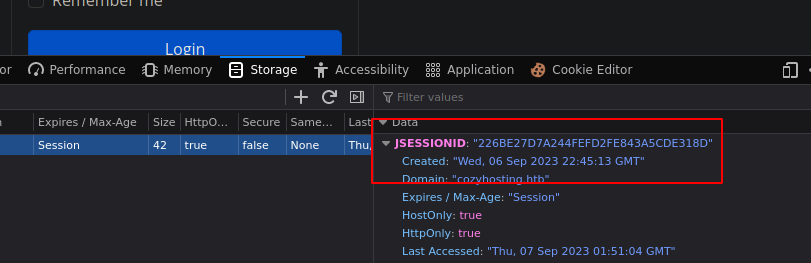 Remember me
Login
or Performance Memory Storage Accessibility Application Cookie Editor
Filter values
Expires / Max-Age Size HttpO... Secure Same... Last Data
Session 42 true false None Thu, JSESSIONID: "226BE27D7A244FEFD2FE843A5CDE318D"
Created: "Wed, 06 Sep 2023 22:45:13 GMT"
Domain: "cozyhosting.htb"
Expires / Max-Age: "Session"
HostOnly: true
HttpOnly: true
Last Accessed: "Thu, 07 Sep 2023 01:51:04 GMT"